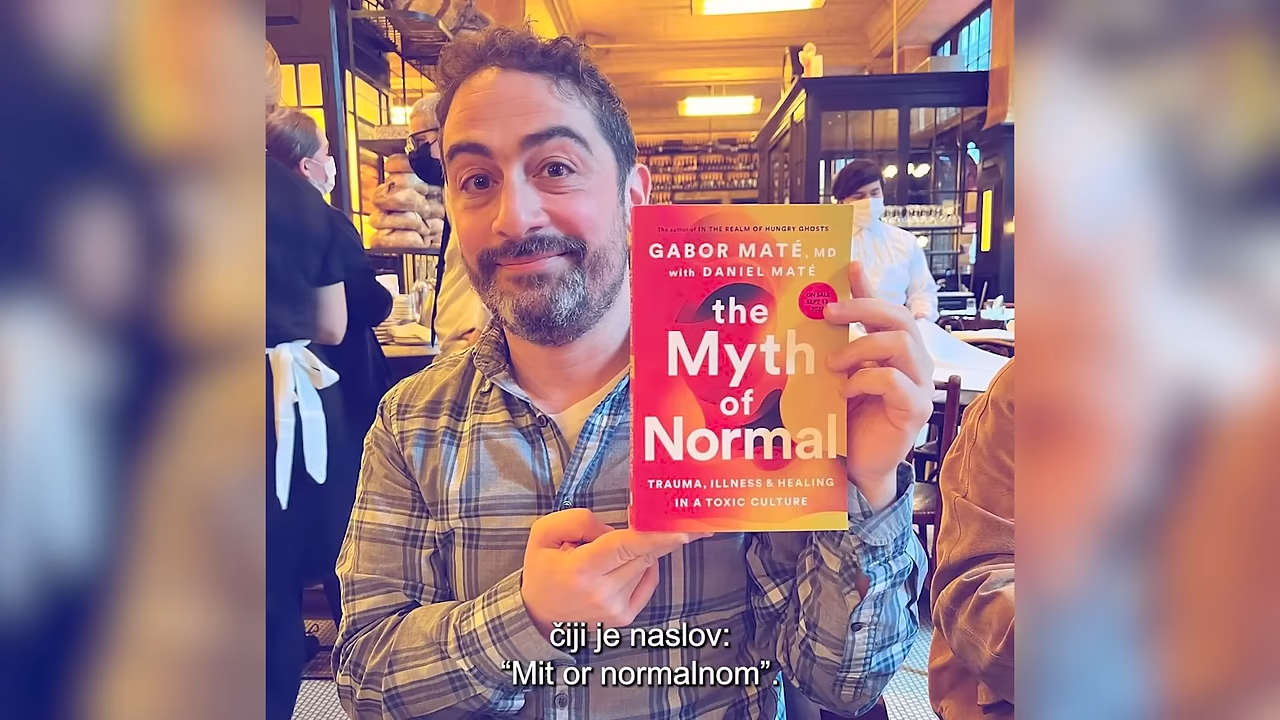 The author of IN THE REALM OF HUNGRY GHOSTS
GABOR MATÉ, MD
with DANIEL MATÉ
the
Myth
of
Normal
TRAUMA, ILLNESS & HEALING
IN A TOXIC CULTURE
čiji je naslov:
“Mit or normalnom”.